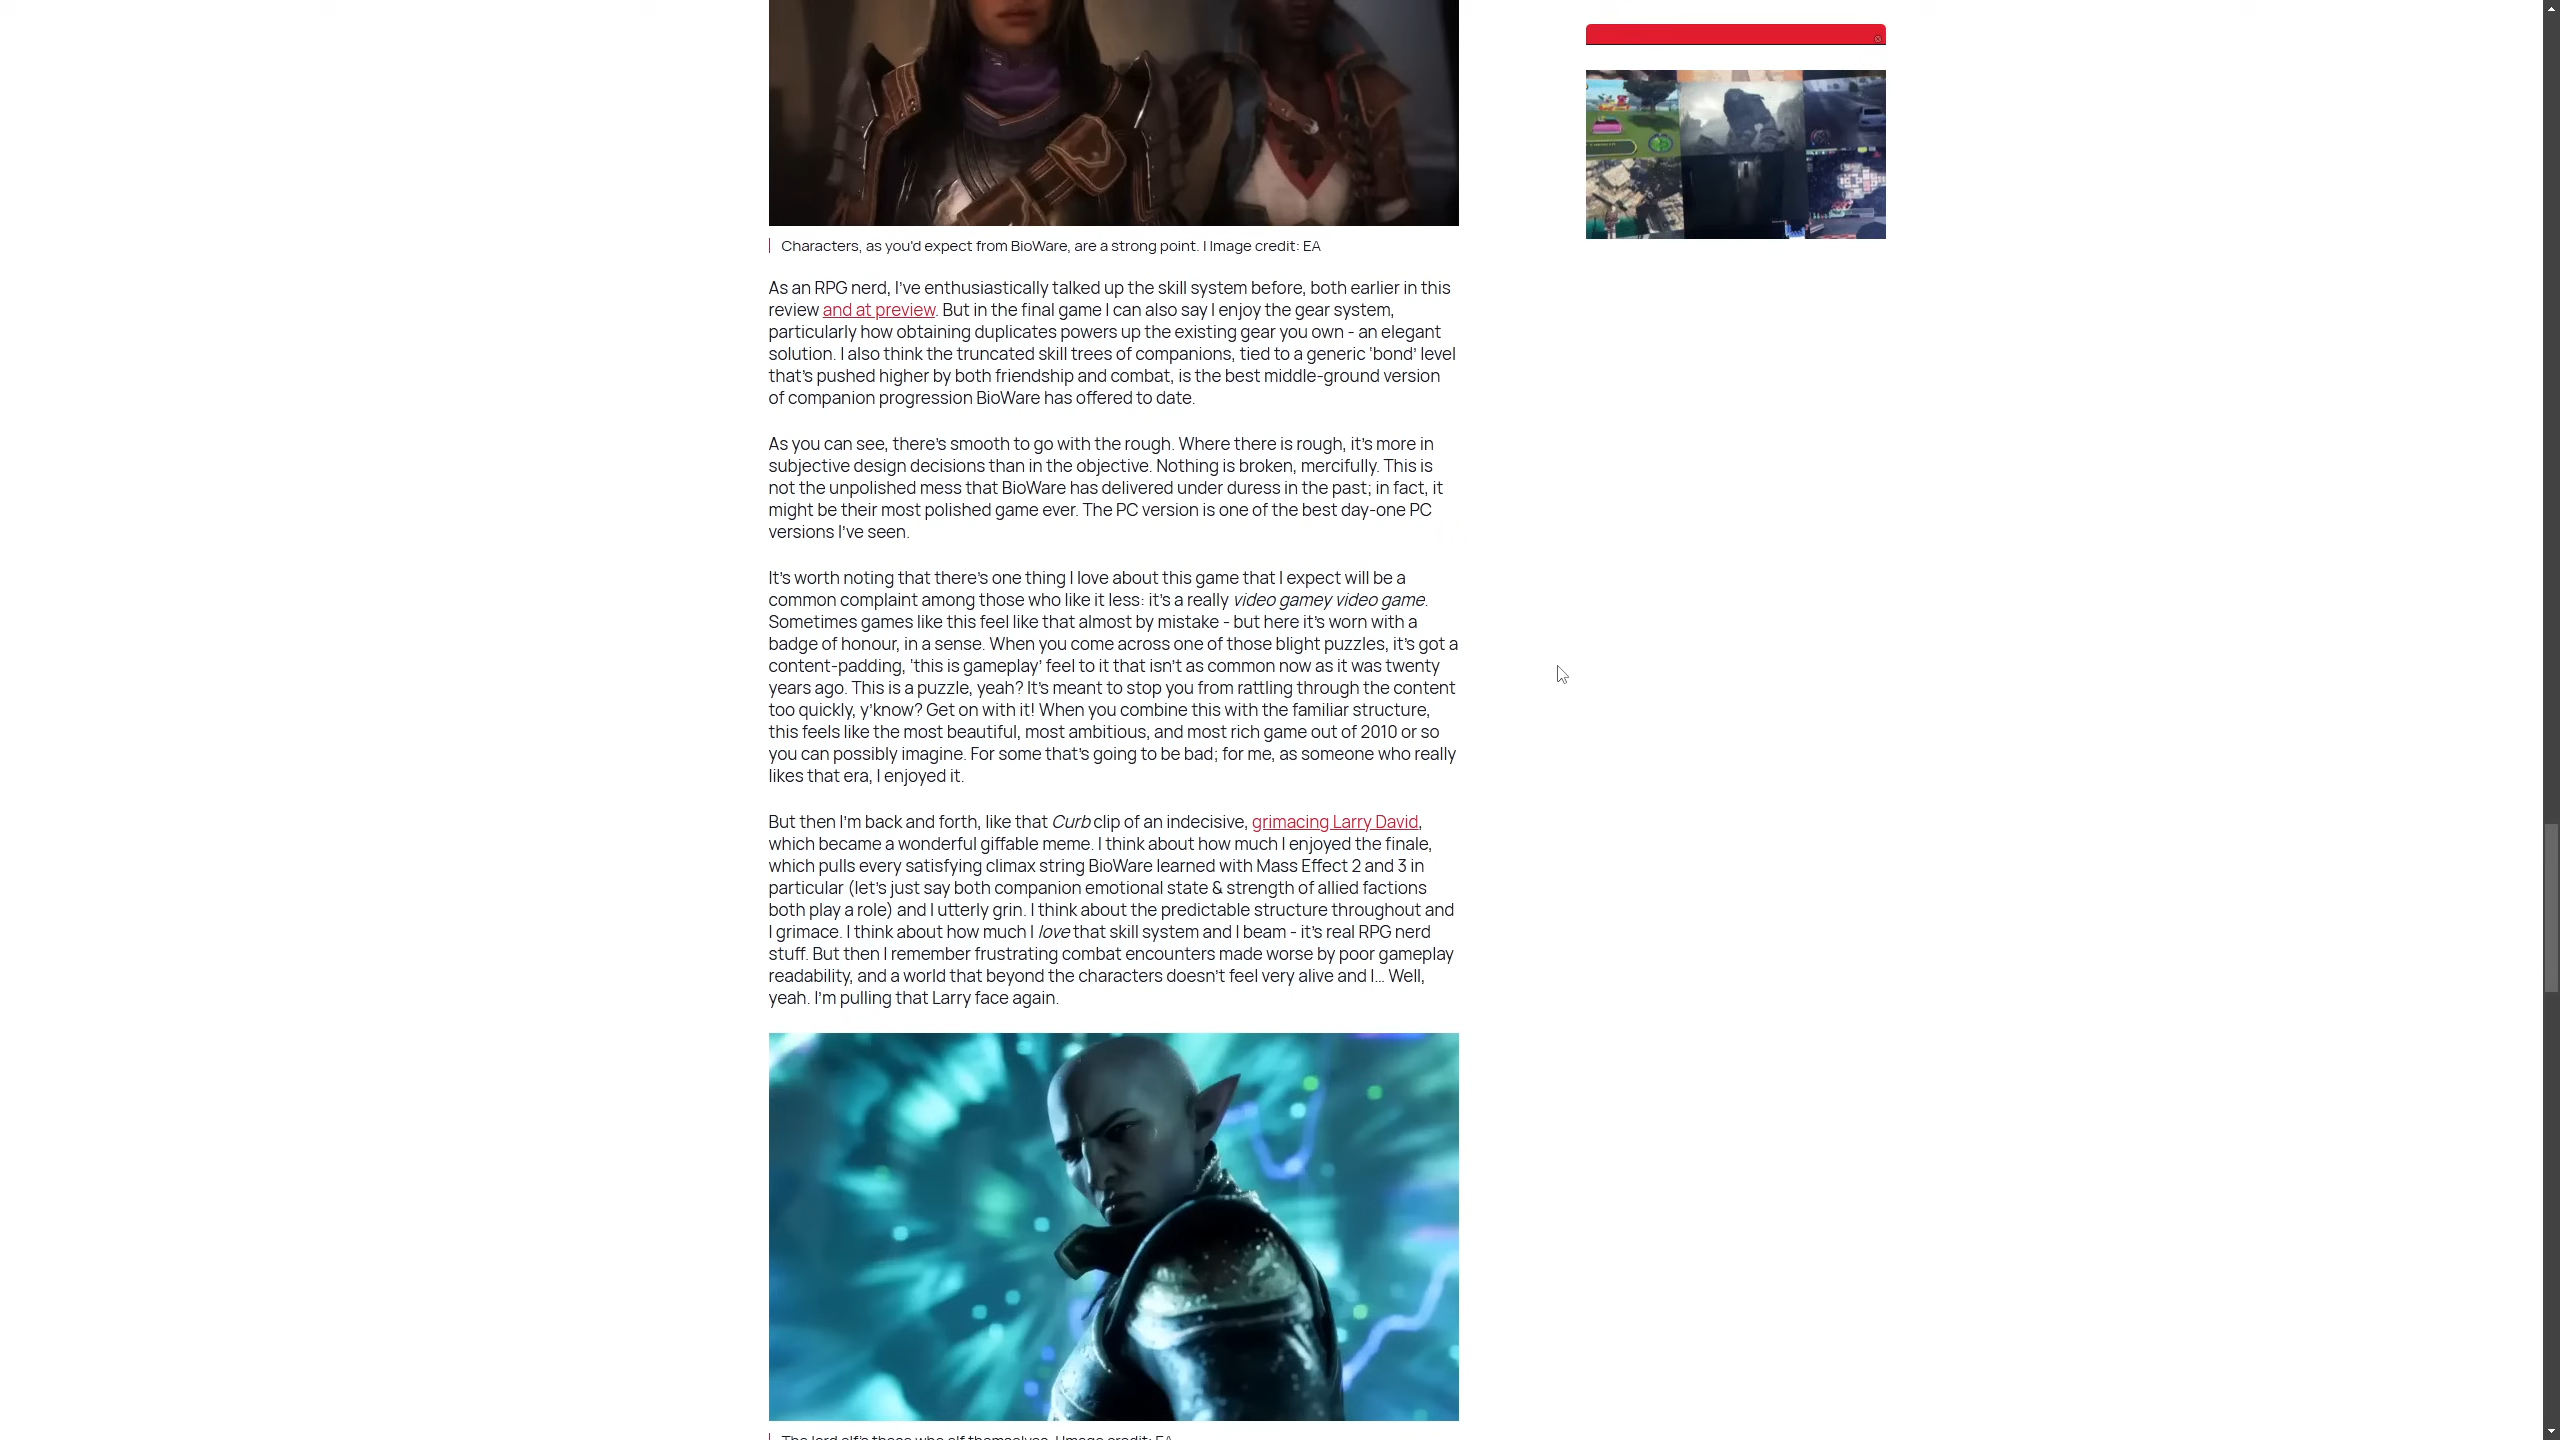 Characters, as you'd expect from BioWare, are a strong point. | Image credit: EA
As an RPG nerd, I've enthusiastically talked up the skill system before, both earlier in this
review and at preview. But in the final game I can also say I enjoy the gear system,
particularly how obtaining duplicates powers up the existing gear you own - an elegant
solution. I also think the truncated skill trees of companions, tied to a generic ‘bond’ level
that’s pushed higher by both friendship and combat, is the best middle-ground version
of companion progression BioWare has offered to date.
As you can see, there’s smooth to go with the rough. Where there is rough, it’s more in
subjective design decisions than in the objective. Nothing is broken, mercifully. This is
not the unpolished mess that BioWare has delivered under duress in the past; in fact, it
might be their most polished game ever. The PC version is one of the best day-one PC
versions I’ve seen.
It’s worth noting that there’s one thing I love about this game that I expect will be a
common complaint among those who like it less: it’s a really video gamey video game.
Sometimes games like this feel like that almost by mistake - but here it’s worn with a
badge of honour, in a sense. When you come across one of those blight puzzles, it’s got a
content-padding, ‘this is gameplay’ feel to it that isn’t as common now as it was twenty
years ago. This is a puzzle, yeah? It’s meant to stop you from rattling through the content
too quickly, y’know? Get on with it! When you combine this with the familiar structure,
this feels like the most beautiful, most ambitious, and most rich game out of 2010 or so
you can possibly imagine. For some that’s going to be bad; for me, as someone who really
likes that era, I enjoyed it.
But then I’m back and forth, like that Curb clip of an indecisive, grimacing Larry David,
which became a wonderful giffable meme. I think about how much I enjoyed the finale,
which pulls every satisfying climax string BioWare learned with Mass Effect 2 and 3 in
particular (let’s just say both companion emotional state & strength of allied factions
both play a role) and I utterly grin. I think about the predictable structure throughout and
I grimace. I think about how much I love that skill system and I beam - it’s real RPG nerd
stuff. But then I remember frustrating combat encounters made worse by poor gameplay
readability, and a world that beyond the characters doesn’t feel very alive and I… Well,
yeah. I’m pulling that Larry face again.
The lord elf's those who elf themselves. | Image credit: EA